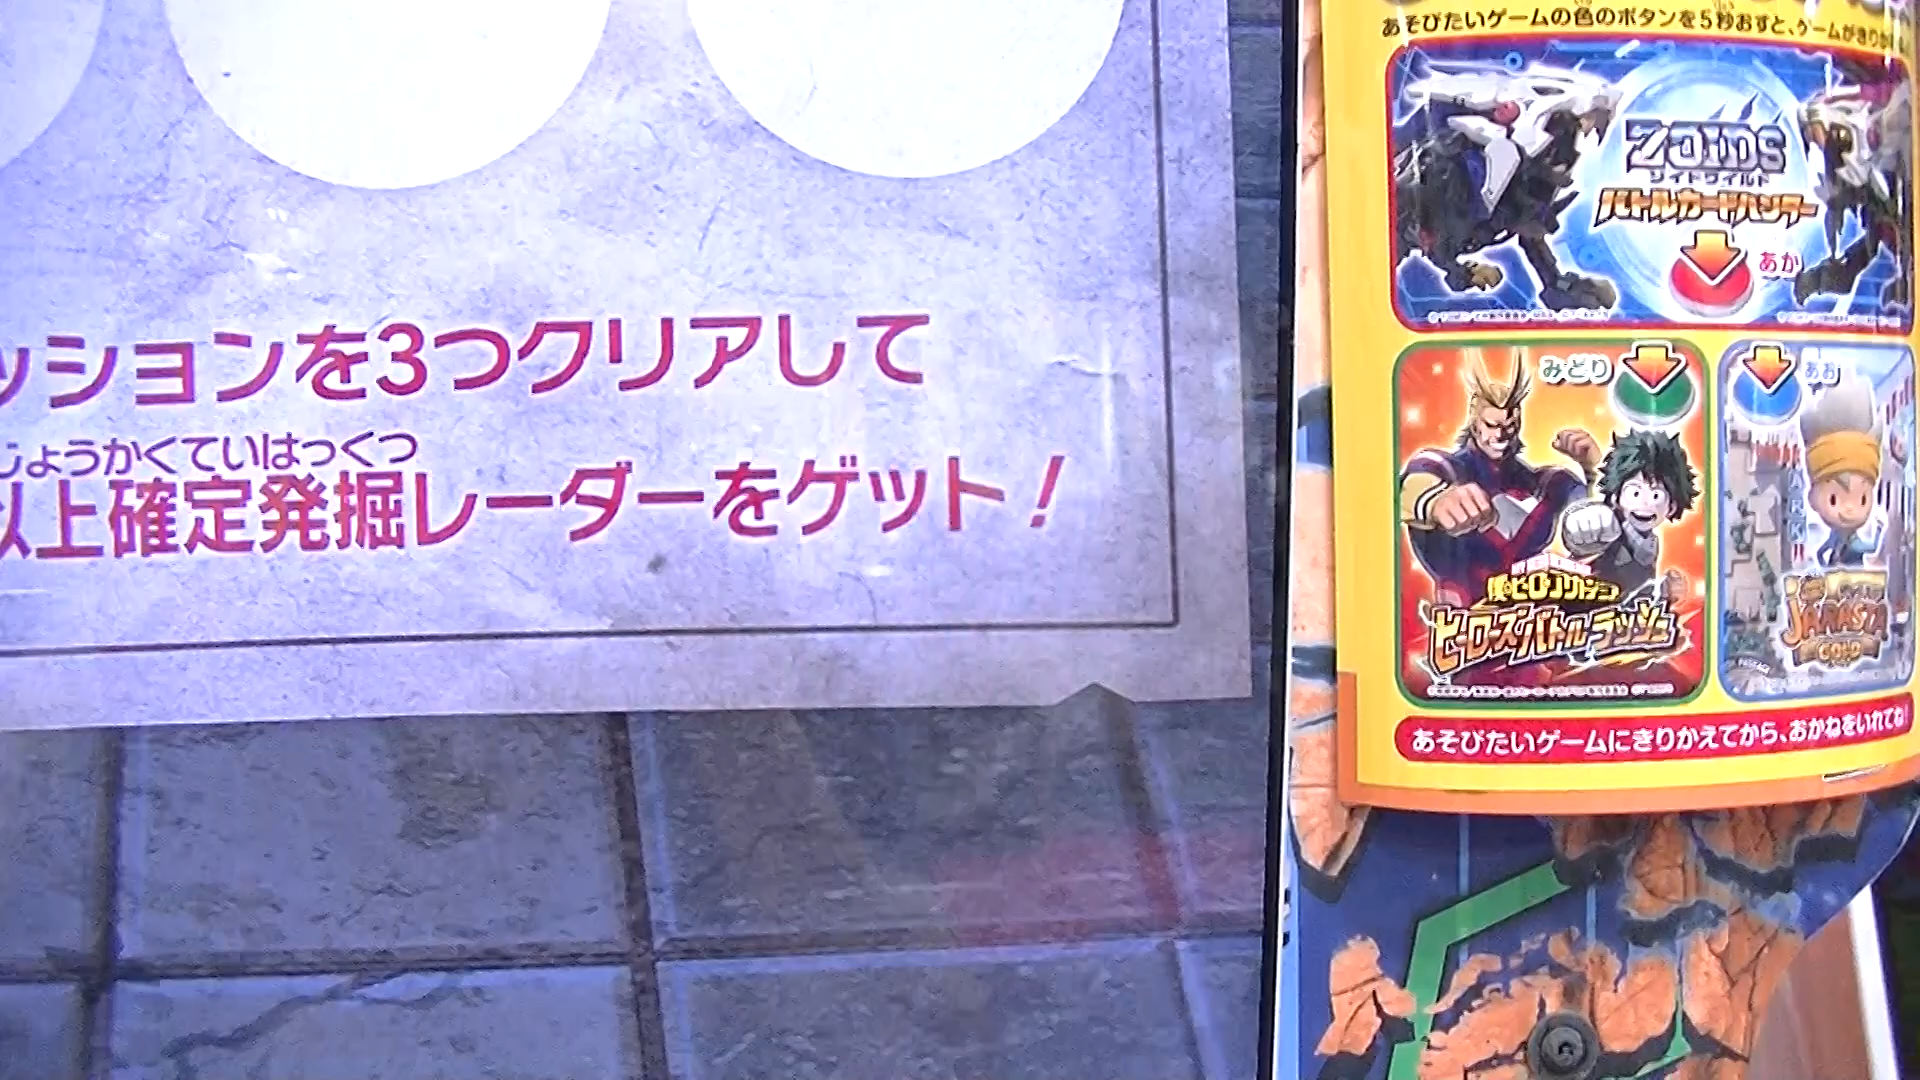 ッションを3つクリアして
じょうかくていはっくつ
以上確定発掘レーダーをゲット！
あそびたいゲームの色のボタンを5秒おすと、ゲームがきりか
ZOIDS
ゾイドワイルド
バトルカードハンター
あか
みどり
あお
僕のヒーローアカデミア
ヒーローズバトルラッシュ
JARASTA
GOLD
あそびたいゲームにきりかえてから、おかねをいれてね！